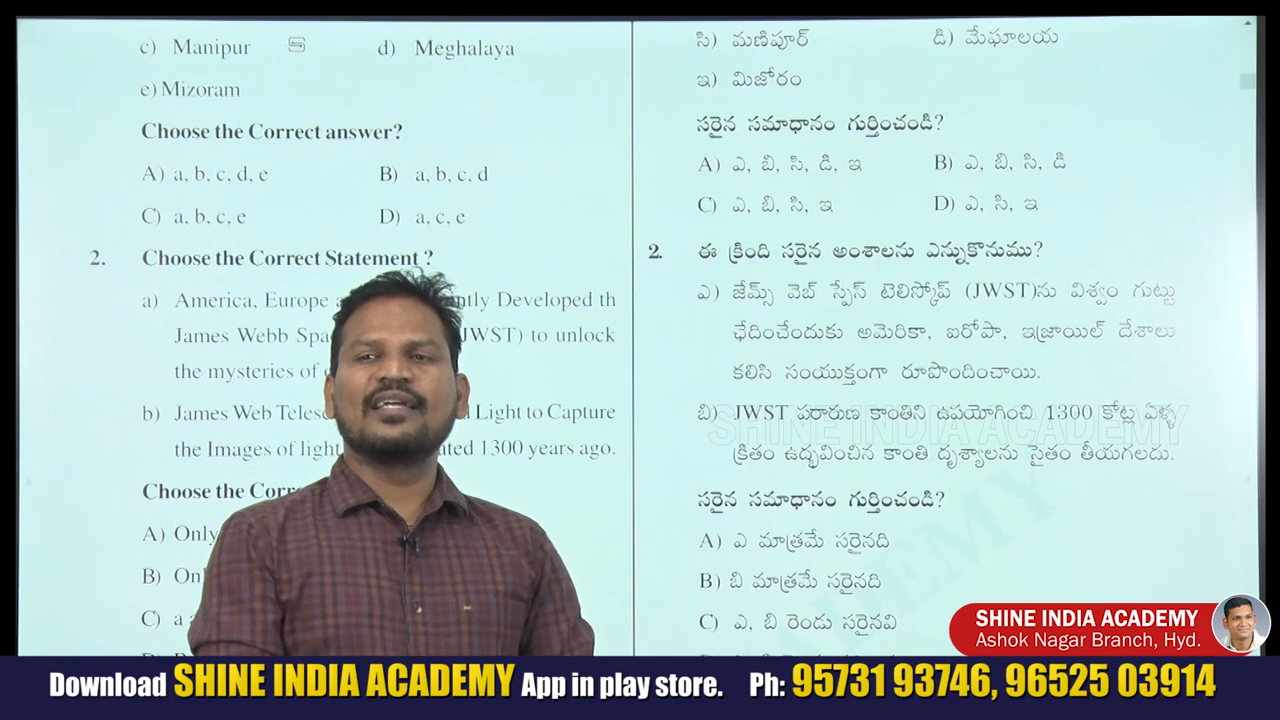 c) Manipur
d) Meghalaya
e) Mizoram
Choose the Correct answer?
A) a, b, c, d, e
B) a, b, c, d
C) a, b, c, e
D) a, c, e
2. Choose the Correct Statement ?
a) America, Europe ntly Developed th
James Webb Spa JWST) to unlock
the mysteries of
b) James Web Teles Light to Capture
the Images of light ated 1300 years ago.
Choose the Corr
A) Only
B) Onl
C) a
సి) మణిపూర్
డి) మేఘాలయ
ఇ) మిజోరం
సరైన సమాధానం గుర్తించండి?
A) ఎ, బి, సి, డి, ఇ
B) ఎ, బి, సి, డి
C) ఎ, బి, సి, ఇ
D) ఎ, సి, ఇ
2. ఈ క్రింది సరైన అంశాలను ఎన్నుకొనుము?
ఎ) జేమ్స్ వెబ్ స్పేస్ టెలిస్కోప్ (JWST)ను విశ్వం గుట్టు
ఛేదించేందుకు అమెరికా, ఐరోపా, ఇజ్రాయిల్ దేశాలు
కలిసి సంయుక్తంగా రూపొందించాయి.
బి) JWST పరారుణ కాంతిని ఉపయోగించి 1300 కోట్ల ఏళ్ళ
క్రితం ఉద్భవించిన కాంతి దృశ్యాలను సైతం తీయగలదు.
SHINE INDIA ACADEMY
సరైన సమాధానం గుర్తించండి?
A) ఎ మాత్రమే సరైనది
B) బి మాత్రమే సరైనది
C) ఎ, బి రెండు సరైనవి
SHINE INDIA ACADEMY
Ashok Nagar Branch, Hyd.
Download SHINE INDIA ACADEMY App in play store. Ph: 95731 93746, 96525 03914